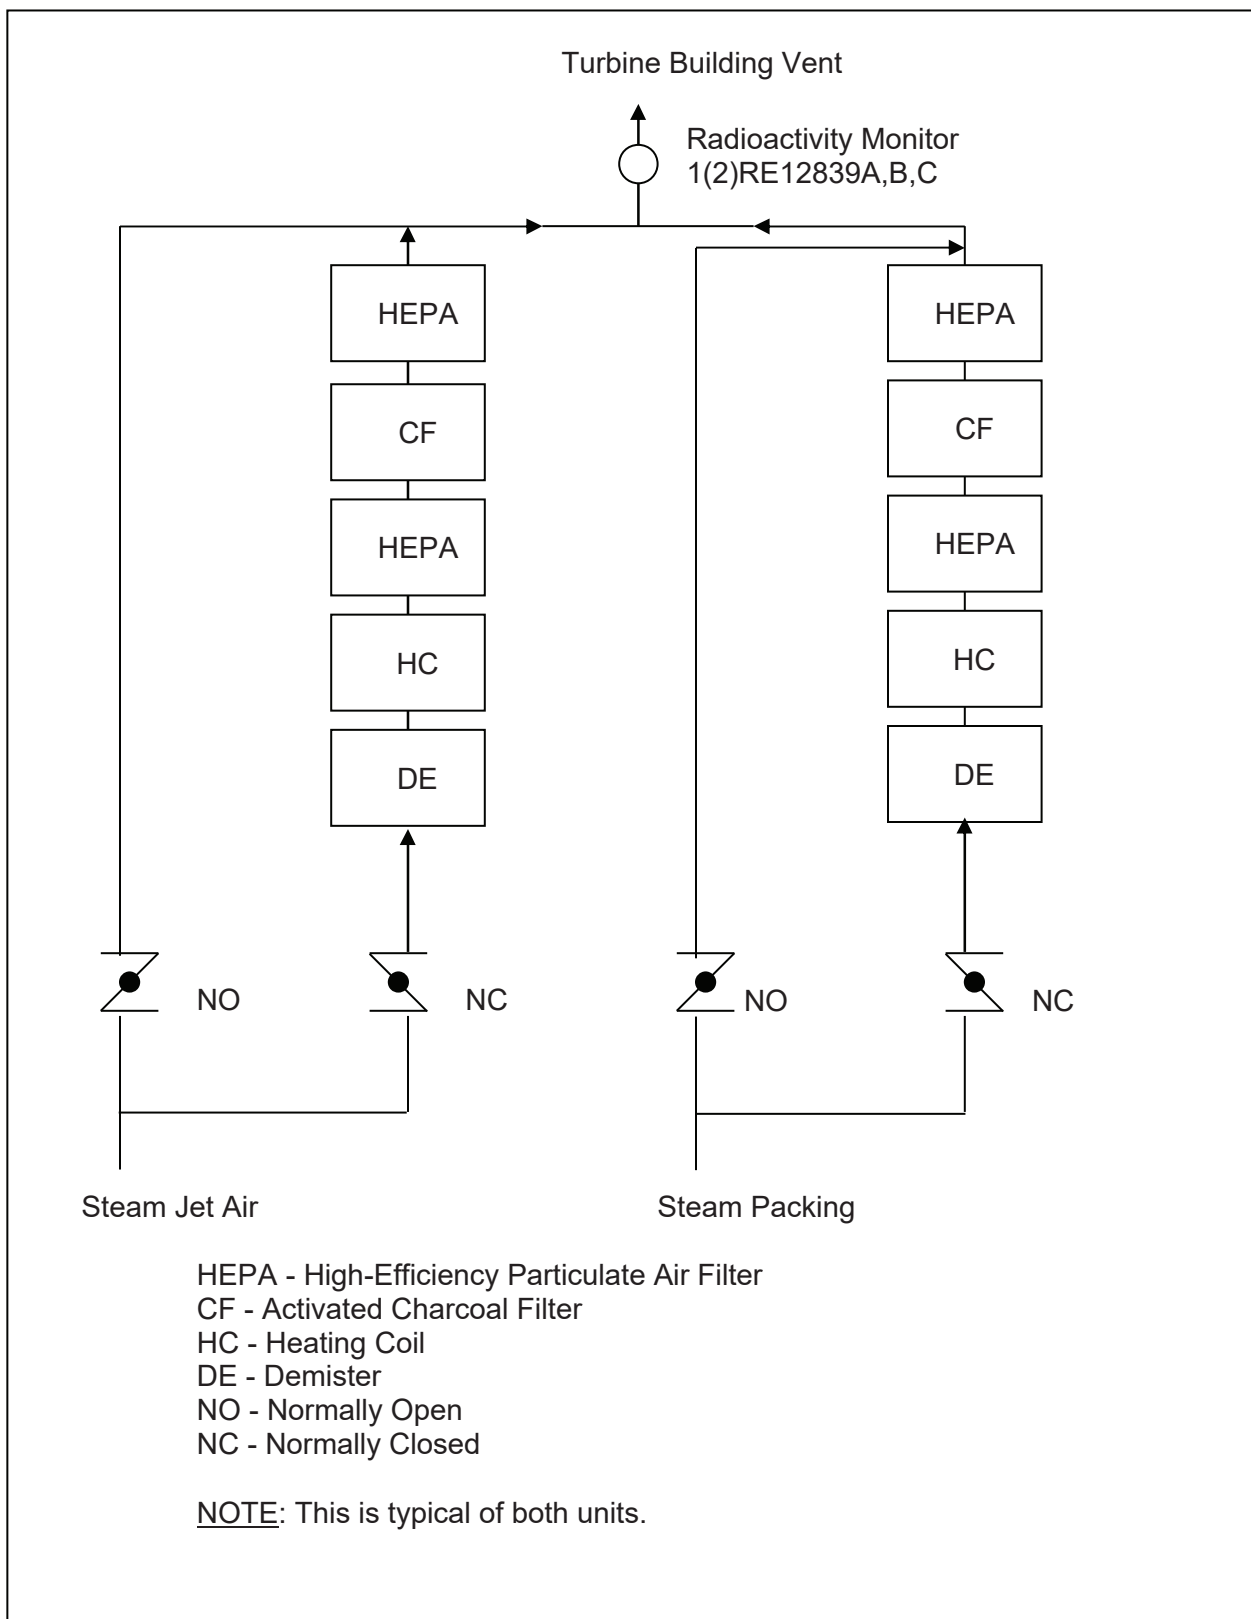 Turbine Building Vent
Radioactivity Monitor
1(2)RE12839A,B,C
HEPA
HEPA
CF
CF
HEPA
HEPA
HC
HC
DE
DE
NO
NC
NO
NC
Steam Jet Air
Steam Packing
HEPA - High-Efficiency Particulate Air Filter
CF - Activated Charcoal Filter
HC - Heating Coil
DE - Demister
NO - Normally Open
NC - Normally Closed
NOTE: This is typical of both units.